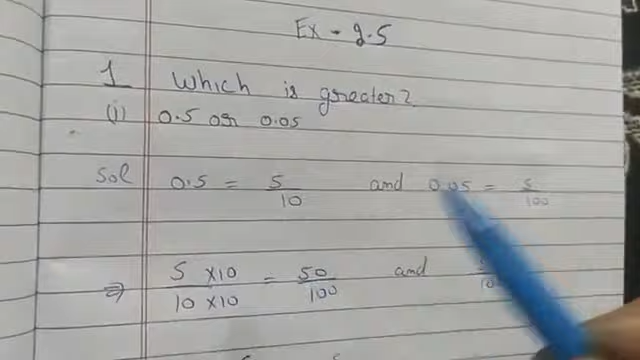 Ex - 2.5
1 Which is greater?
(i) 0.5 or 0.05
Sol 0.5 = 5/10 and 0.05 = 5/100
⇒ 5 ×10/10 ×10 = 50/100 and